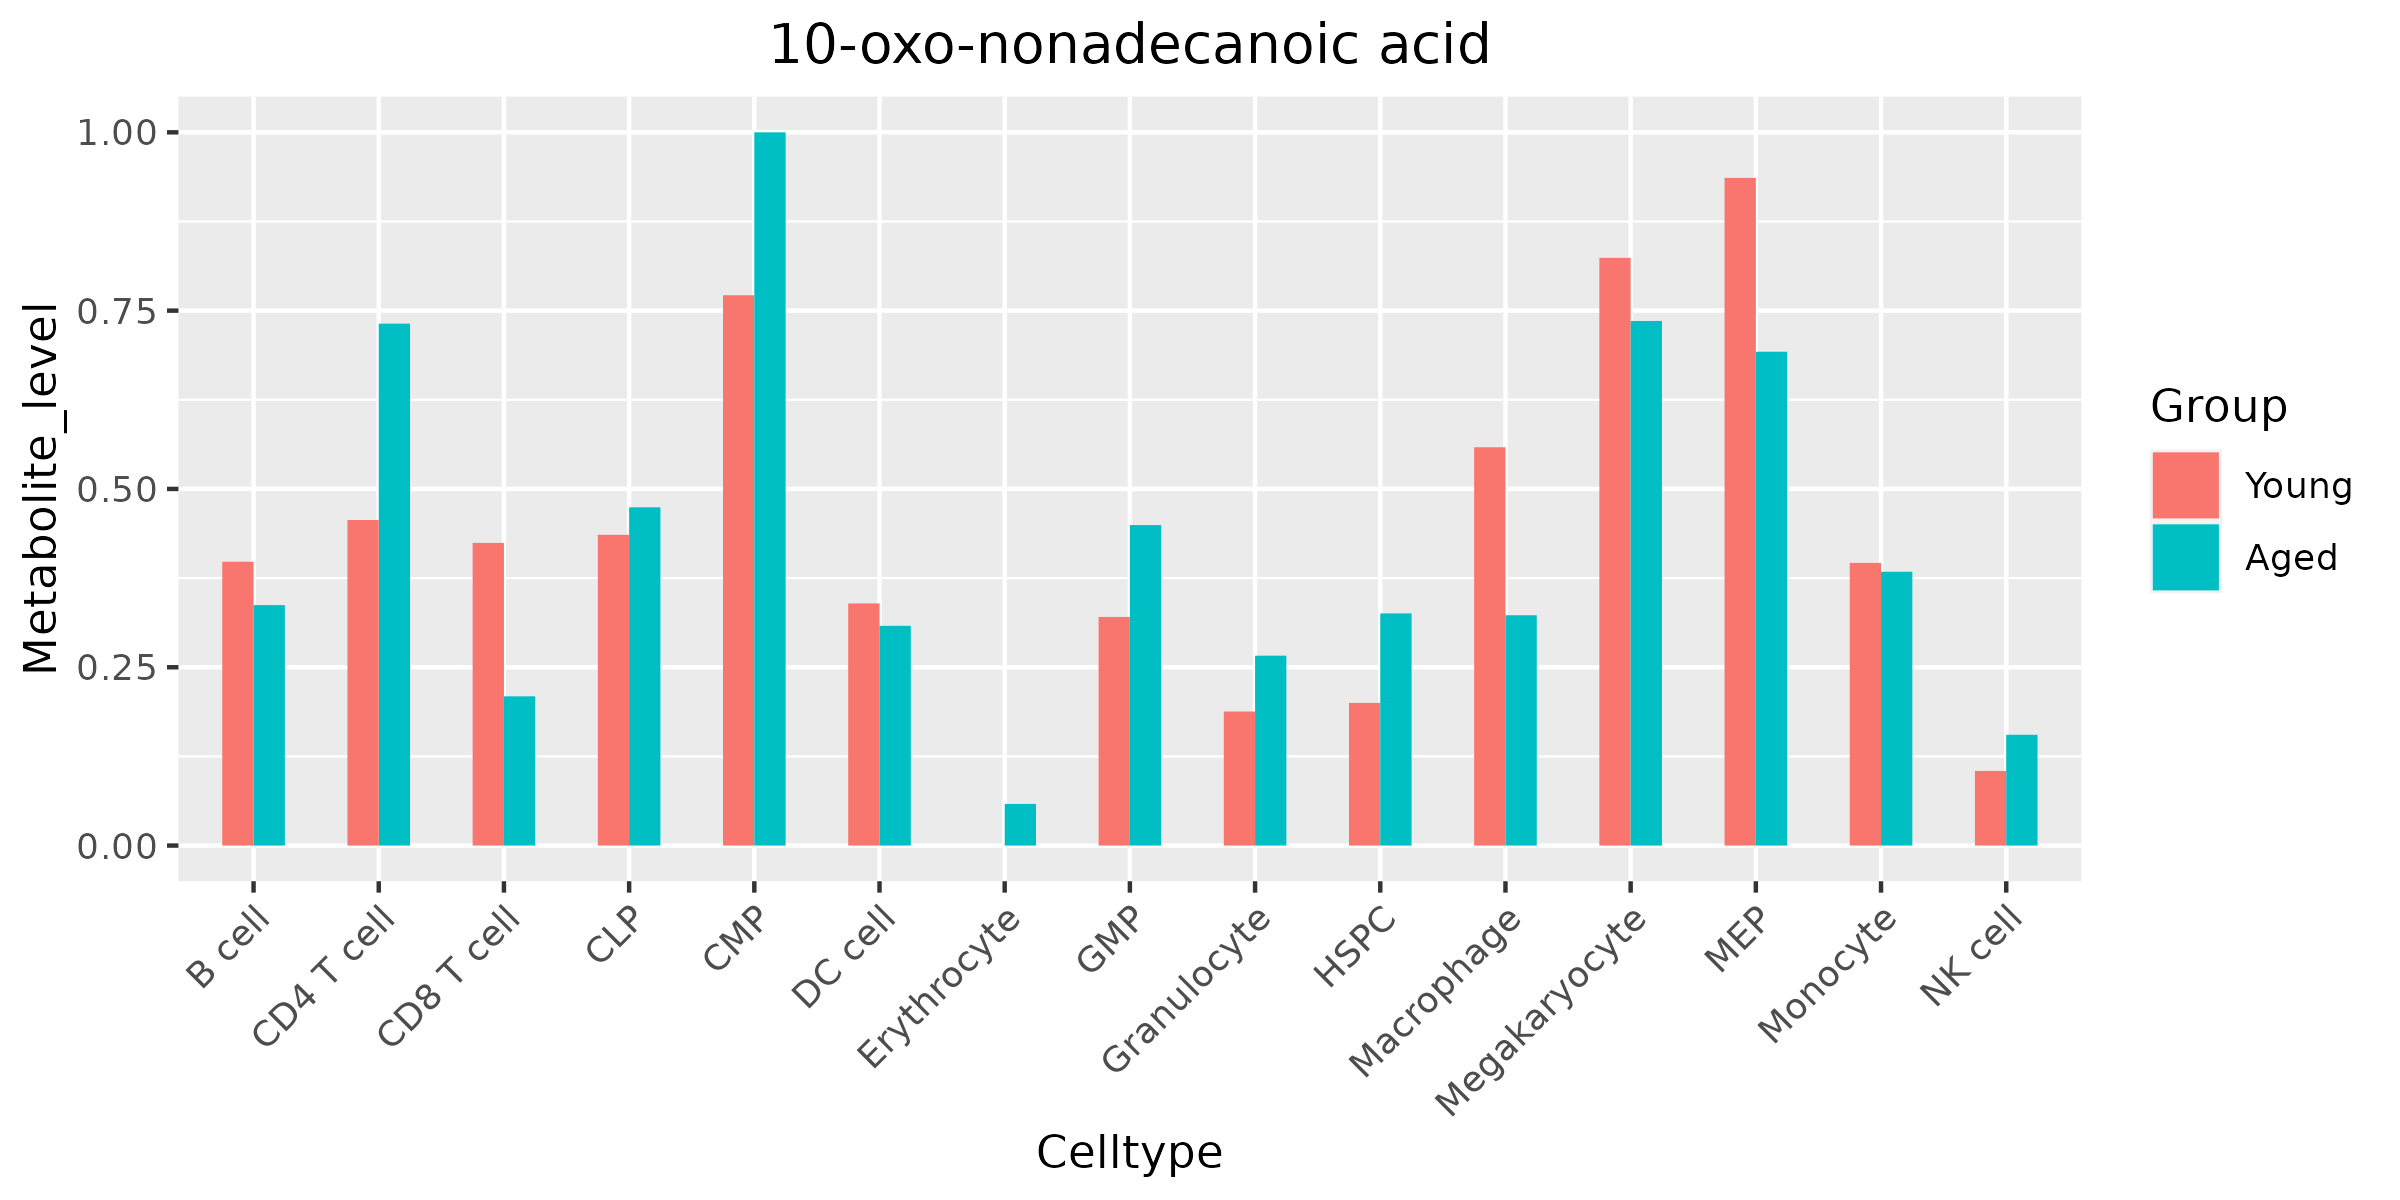 10-oxo-nonadecanoic acid
Metabolite_level
1.00
0.75
0.50
0.25
0.00
B cell
CD4 T cell
CD8 T cell
CLP
CMP
DC cell
Erythrocyte
GMP
Granulocyte
HSPC
Macrophage
Megakaryocyte
MEP
Monocyte
NK cell
Celltype
Group
Young
Aged